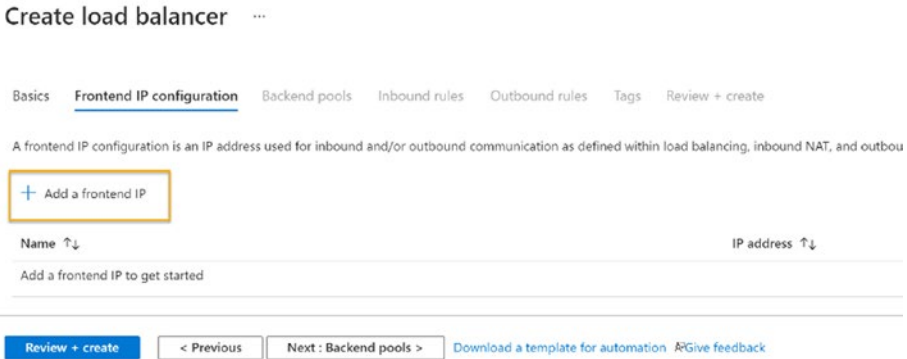 Create load balancer ...
Basics Frontend IP configuration Backend pools Inbound rules Outbound rules Tags Review + create
A frontend IP configuration is an IP address used for inbound and/or outbound communication as defined within load balancing, inbound NAT, and outbou
+ Add a frontend IP
Name ↑↓ IP address ↑↓
Add a frontend IP to get started
Review + create < Previous Next : Backend pools > Download a template for automation Give feedback